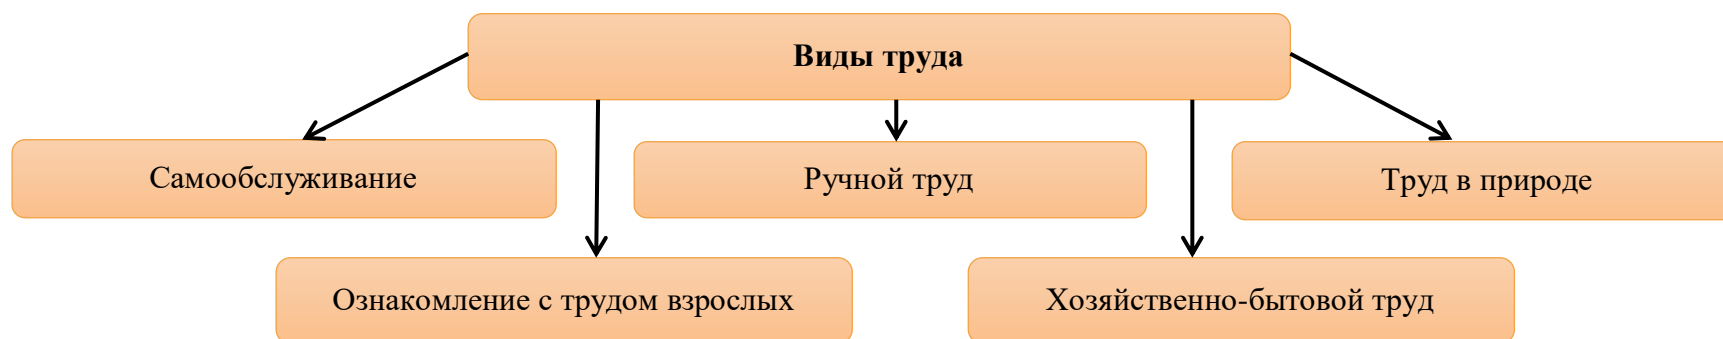 Виды труда
Самообслуживание
Ручной труд
Труд в природе
Ознакомление с трудом взрослых
Хозяйственно-бытовой труд